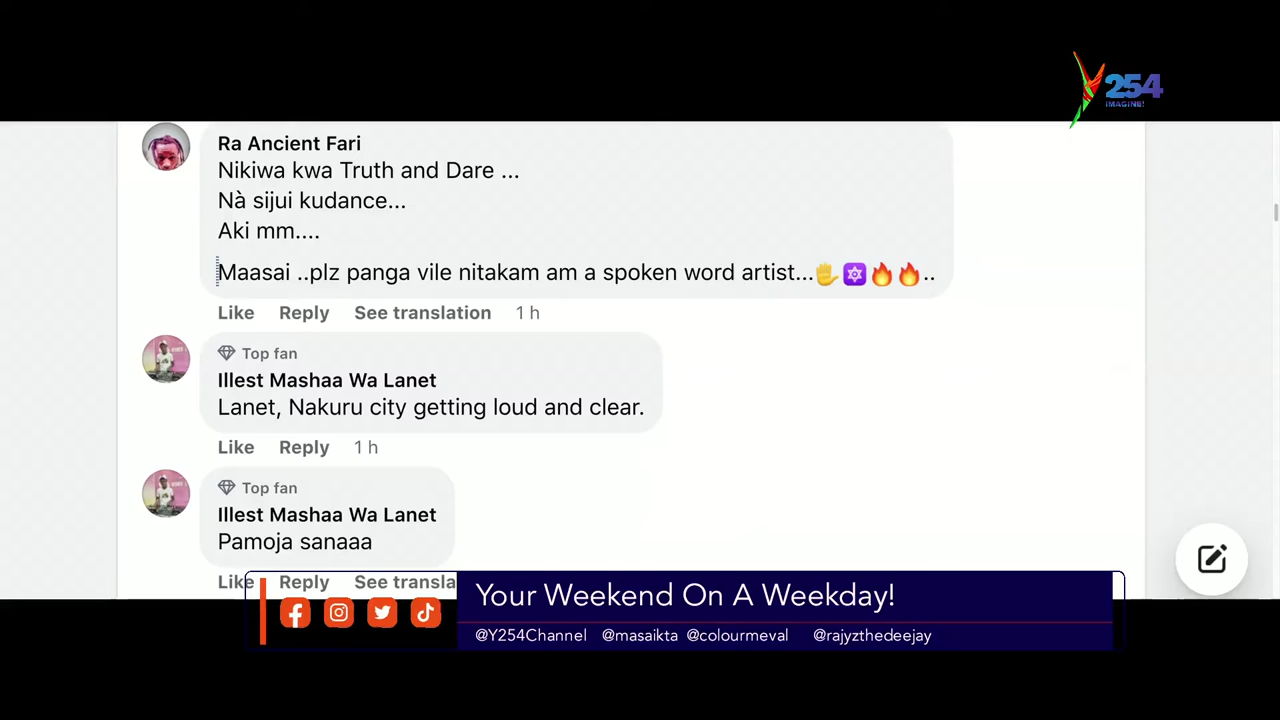 Y254
IMAGINE!
Ra Ancient Fari
Nikiwa kwa Truth and Dare ...
Nà sijui kudance...
Aki mm....
Maasai ..plz panga vile nitakam am a spoken word artist...✋🔯🔥🔥..
Like Reply See translation 1 h
Top fan
Illest Mashaa Wa Lanet
Lanet, Nakuru city getting loud and clear.
Like Reply 1 h
Top fan
Illest Mashaa Wa Lanet
Pamoja sanaaa
Like Reply See transla
Your Weekend On A Weekday!
@Y254Channel @masaikta @colourmeval @rajyzthedeejay